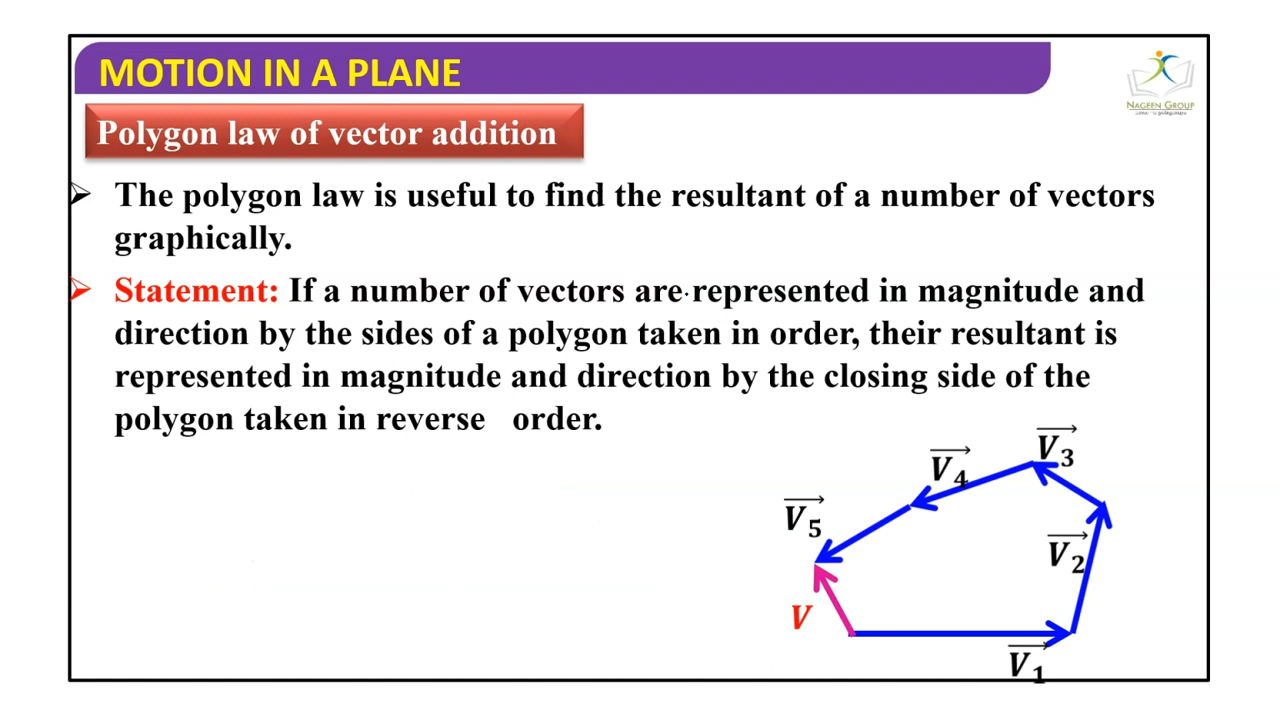 MOTION IN A PLANE
NAGEEN GROUP
Polygon law of vector addition
➢ The polygon law is useful to find the resultant of a number of vectors
graphically.
➢ Statement: If a number of vectors are represented in magnitude and
direction by the sides of a polygon taken in order, their resultant is
represented in magnitude and direction by the closing side of the
polygon taken in reverse order.
V₃
V₄
V₅
V₂
V
V₁